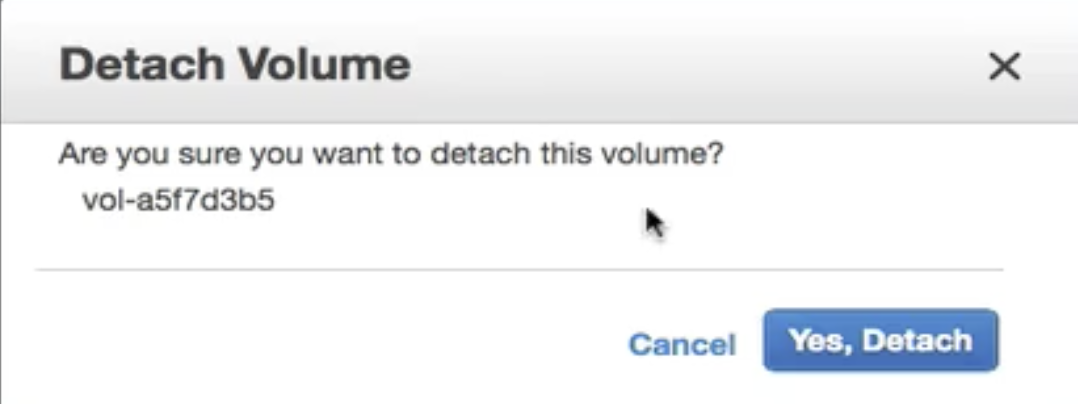 Detach Volume
Are you sure you want to detach this volume?
vol-a5f7d3b5
Cancel
Yes, Detach